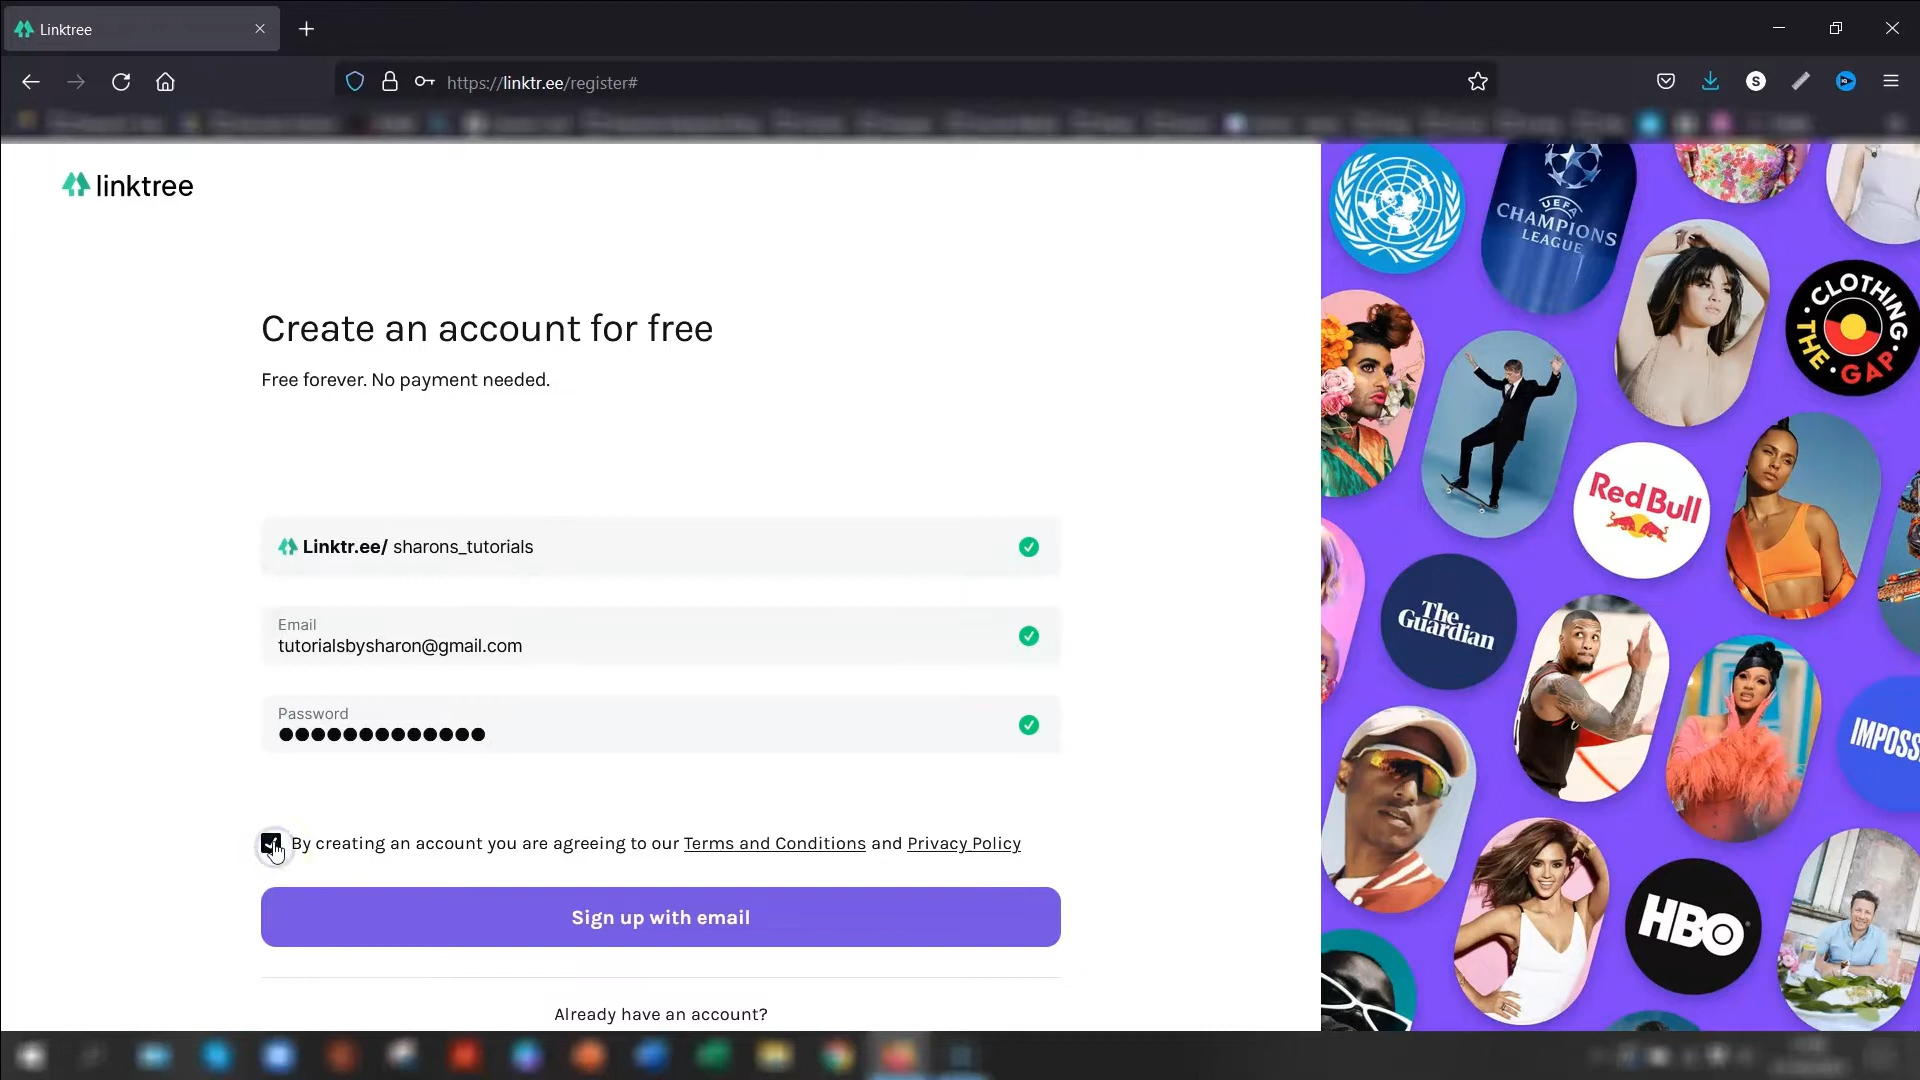 Linktree
https://linktr.ee/register#
S
linktree
Create an account for free
Free forever. No payment needed.
Linktr.ee/ sharons_tutorials
Email
tutorialsbysharon@gmail.com
Password
By creating an account you are agreeing to our Terms and Conditions and Privacy Policy
Sign up with email
Already have an account?
UEFA
CHAMPIONS
LEAGUE
CLOTHING
THE GAP
Red Bull
The
Guardian
IMPOSS
HBO